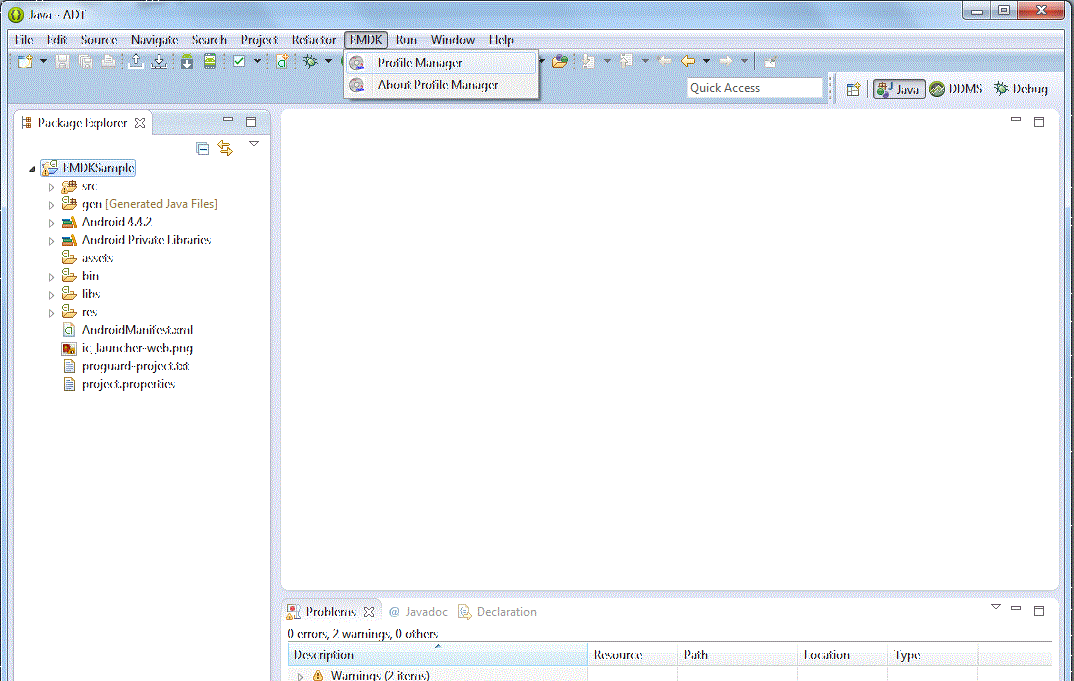 Java - ADT
File Edit Source Navigate Search Project Refactor EMDK Run Window Help
Profile Manager
About Profile Manager
Quick Access
Java DDMS Debug
Package Explorer
EMDKSample
src
gen [Generated Java Files]
Android 4.4.2
Android Private Libraries
assets
bin
libs
res
AndroidManifest.xml
ic_launcher-web.png
proguard-project.txt
project.properties
Problems @ Javadoc Declaration
0 errors, 2 warnings, 0 others
Description Resource Path Location Type
Warnings (2 items)